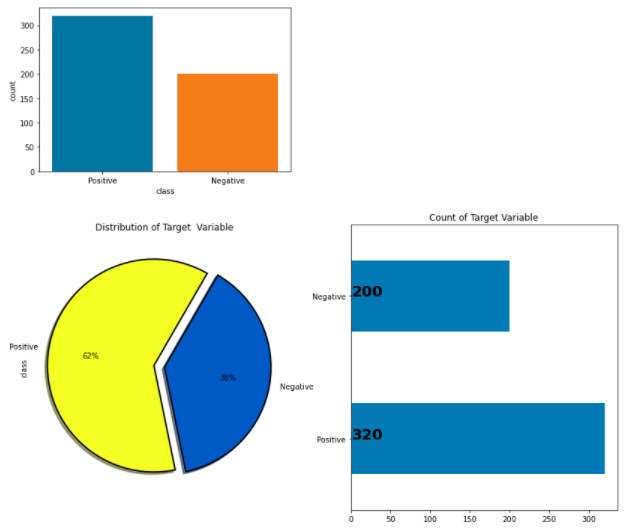 300
250
200
150
100
50
0
count
Positive
Negative
class
Distribution of Target  Variable
Positive
class
62%
38%
Negative
Count of Target Variable
Negative
200
Positive
320
0 50 100 150 200 250 300